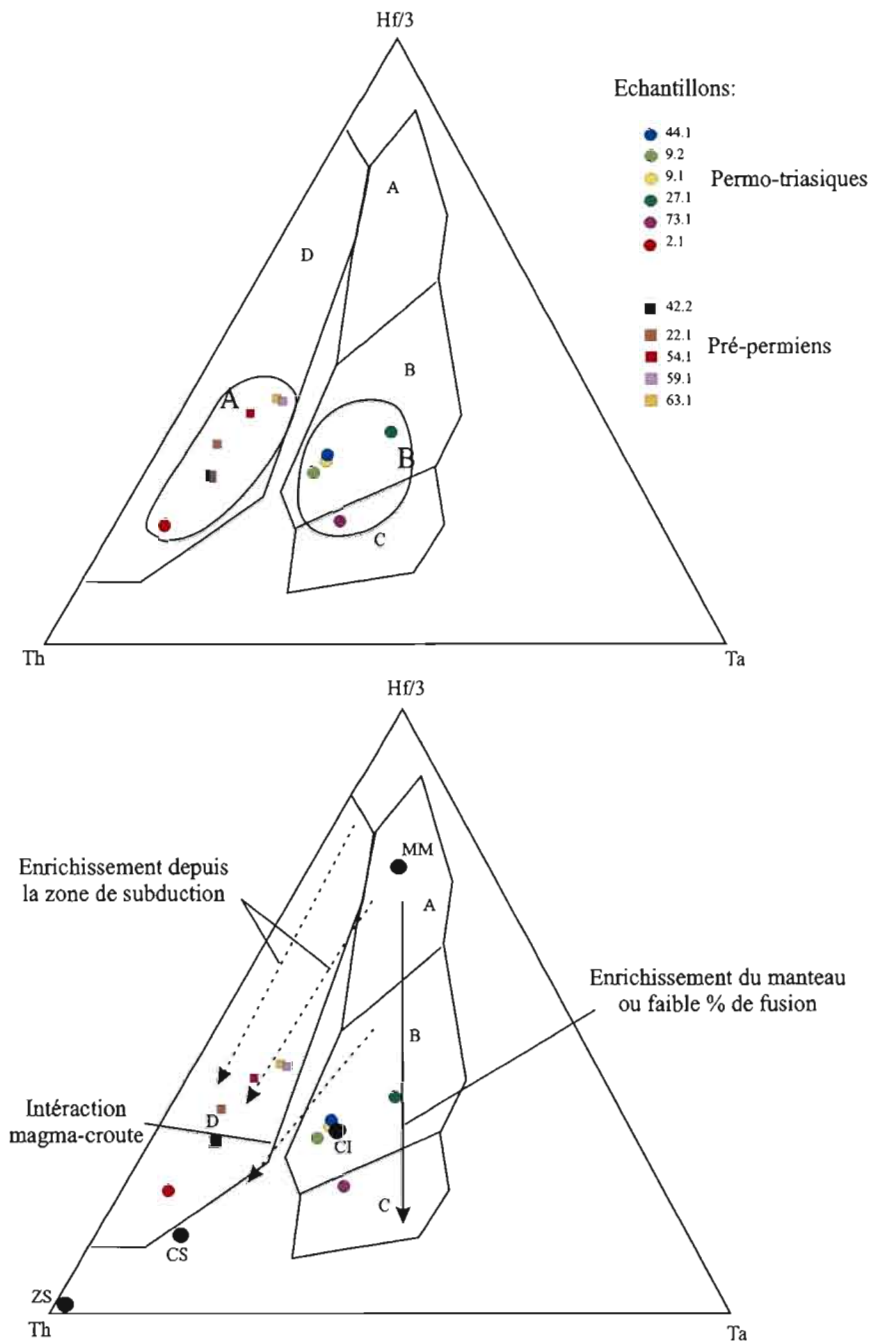 Hf/3
Echantillons:
44.1
9.2
9.1
27.1
73.1
2.1
Permo-triasiques
42.2
22.1
54.1
59.1
63.1
Pré-permiens
A
D
B
A
B
C
Th
Ta
Hf/3
Enrichissement depuis
la zone de subduction
MM
A
Enrichissement du manteau
ou faible % de fusion
B
Intéraction
magma-croute
D
CI
C
CS
ZS
Th
Ta